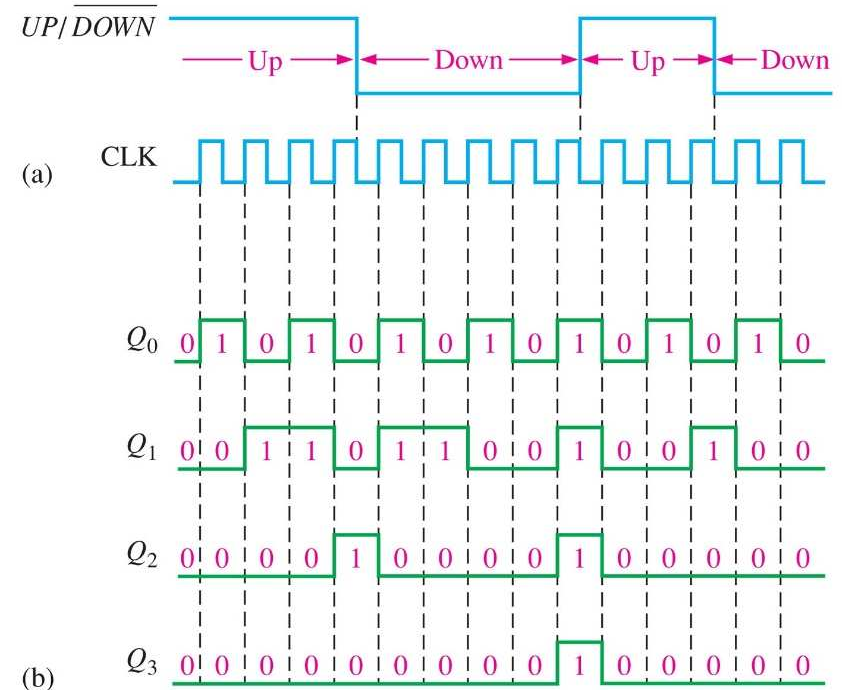 UP/DOWN
Up Down Up Down
CLK
(a)
Q0 0 1 0 1 0 1 0 1 0 1 0 1 0 1 0
Q1 0 0 1 1 0 1 1 0 0 1 0 0 1 0 0
Q2 0 0 0 0 1 0 0 0 0 1 0 0 0 0 0
Q3 0 0 0 0 0 0 0 0 0 1 0 0 0 0 0
(b)